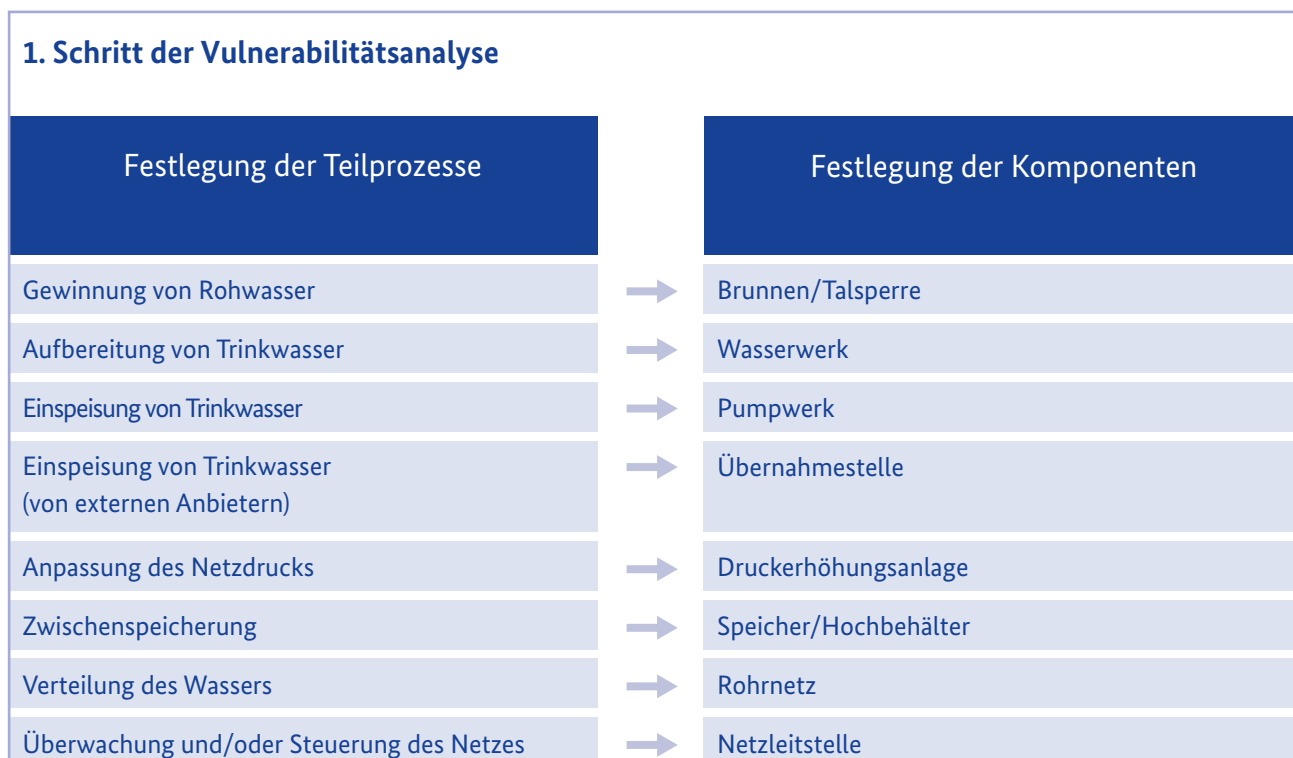 1. Schritt der Vulnerabilitätsanalyse
Festlegung der Teilprozesse
Festlegung der Komponenten
Gewinnung von Rohwasser
Brunnen/Talsperre
Aufbereitung von Trinkwasser
Wasserwerk
Einspeisung von Trinkwasser
Pumpwerk
Einspeisung von Trinkwasser
(von externen Anbietern)
Übernahmestelle
Anpassung des Netzdrucks
Druckerhöhungsanlage
Zwischenspeicherung
Speicher/Hochbehälter
Verteilung des Wassers
Rohrnetz
Überwachung und/oder Steuerung des Netzes
Netzleitstelle